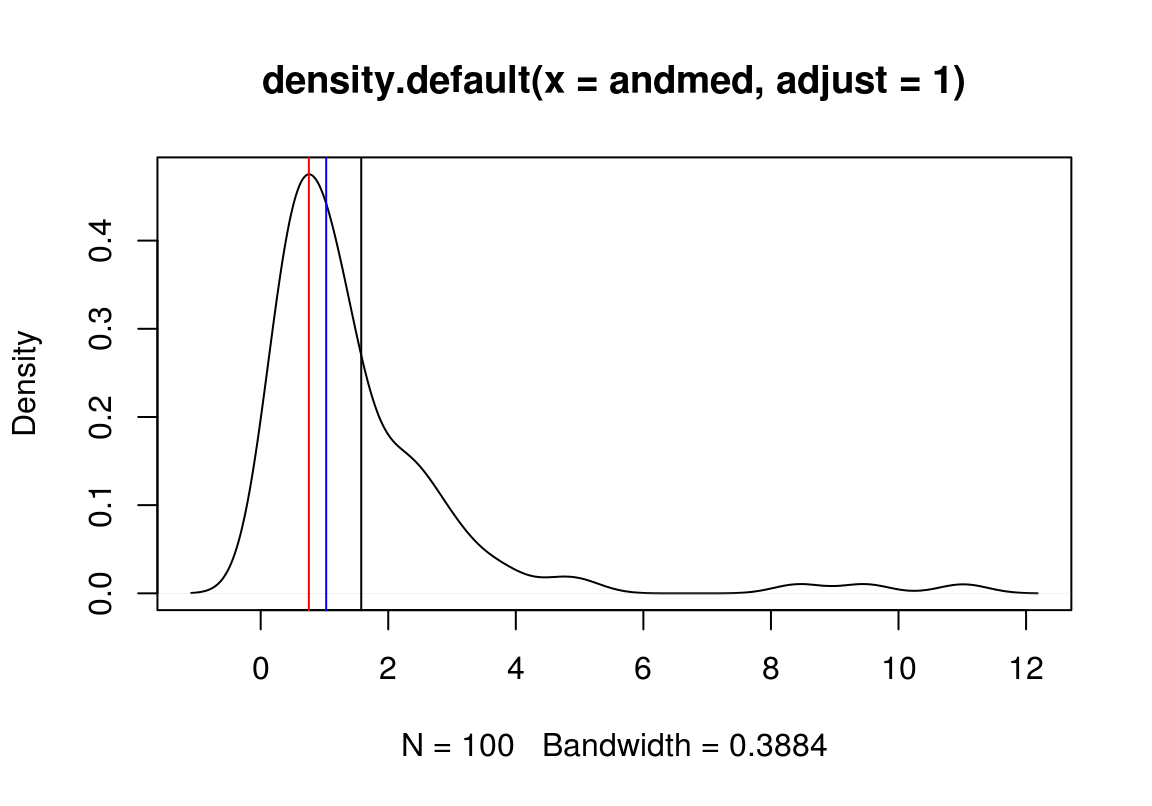 density.default(x = andmed, adjust = 1)
Density
0.4
0.3
0.2
0.1
0.0
0 2 4 6 8 10 12
N = 100 Bandwidth = 0.3884